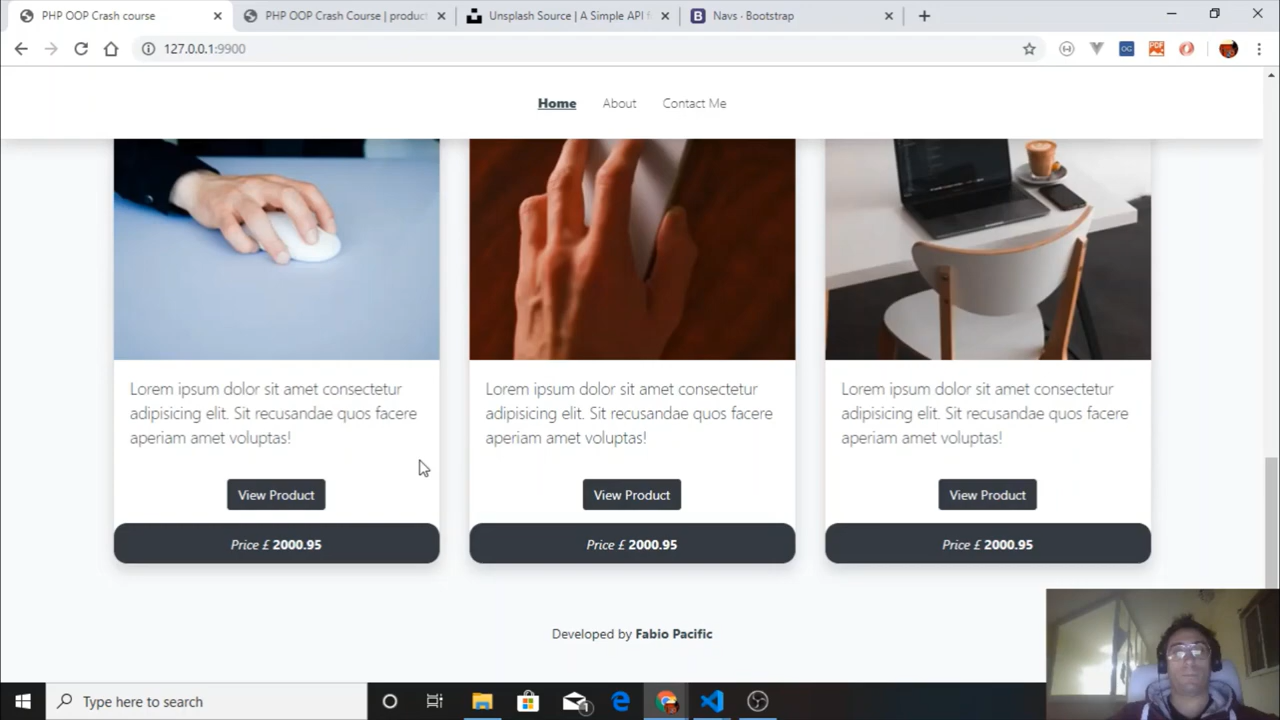 PHP OOP Crash course
PHP OOP Crash Course | product
Unsplash Source | A Simple API f
Navs · Bootstrap
127.0.0.1:9900
Home About Contact Me
Lorem ipsum dolor sit amet consectetur
adipisicing elit. Sit recusandae quos facere
aperiam amet voluptas!
View Product
Price £ 2000.95
Lorem ipsum dolor sit amet consectetur
adipisicing elit. Sit recusandae quos facere
aperiam amet voluptas!
View Product
Price £ 2000.95
Lorem ipsum dolor sit amet consectetur
adipisicing elit. Sit recusandae quos facere
aperiam amet voluptas!
View Product
Price £ 2000.95
Developed by Fabio Pacific
Type here to search
1